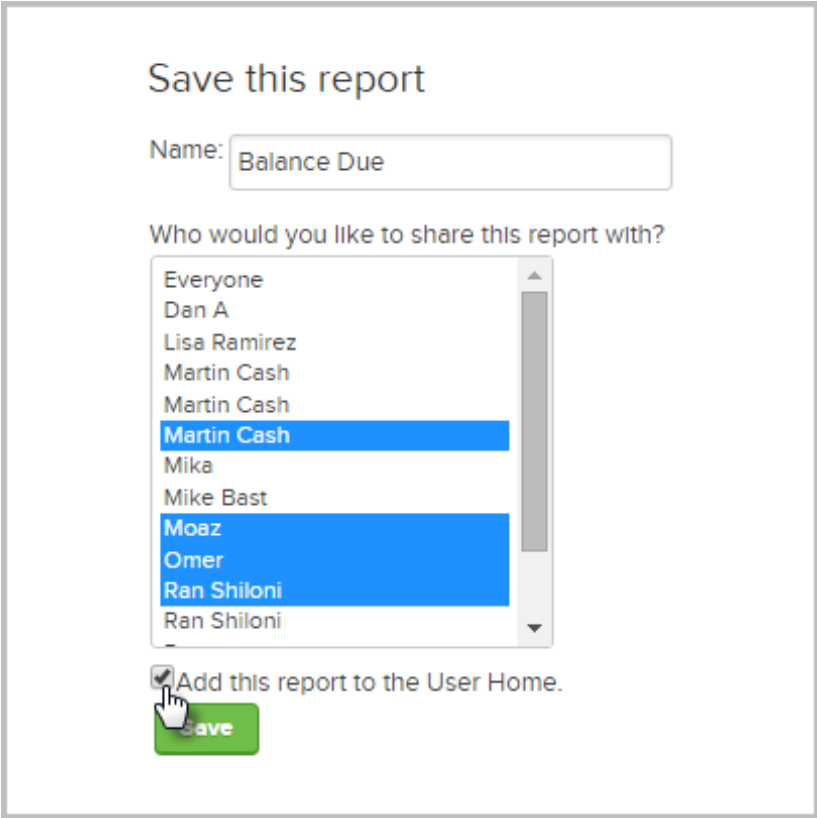 Save this report
Name: Balance Due
Who would you like to share this report with?
Everyone
Dan A
Lisa Ramirez
Martin Cash
Martin Cash
Martin Cash
Mika
Mike Bast
Moaz
Omer
Ran Shiloni
Ran Shiloni
Add this report to the User Home.
Save